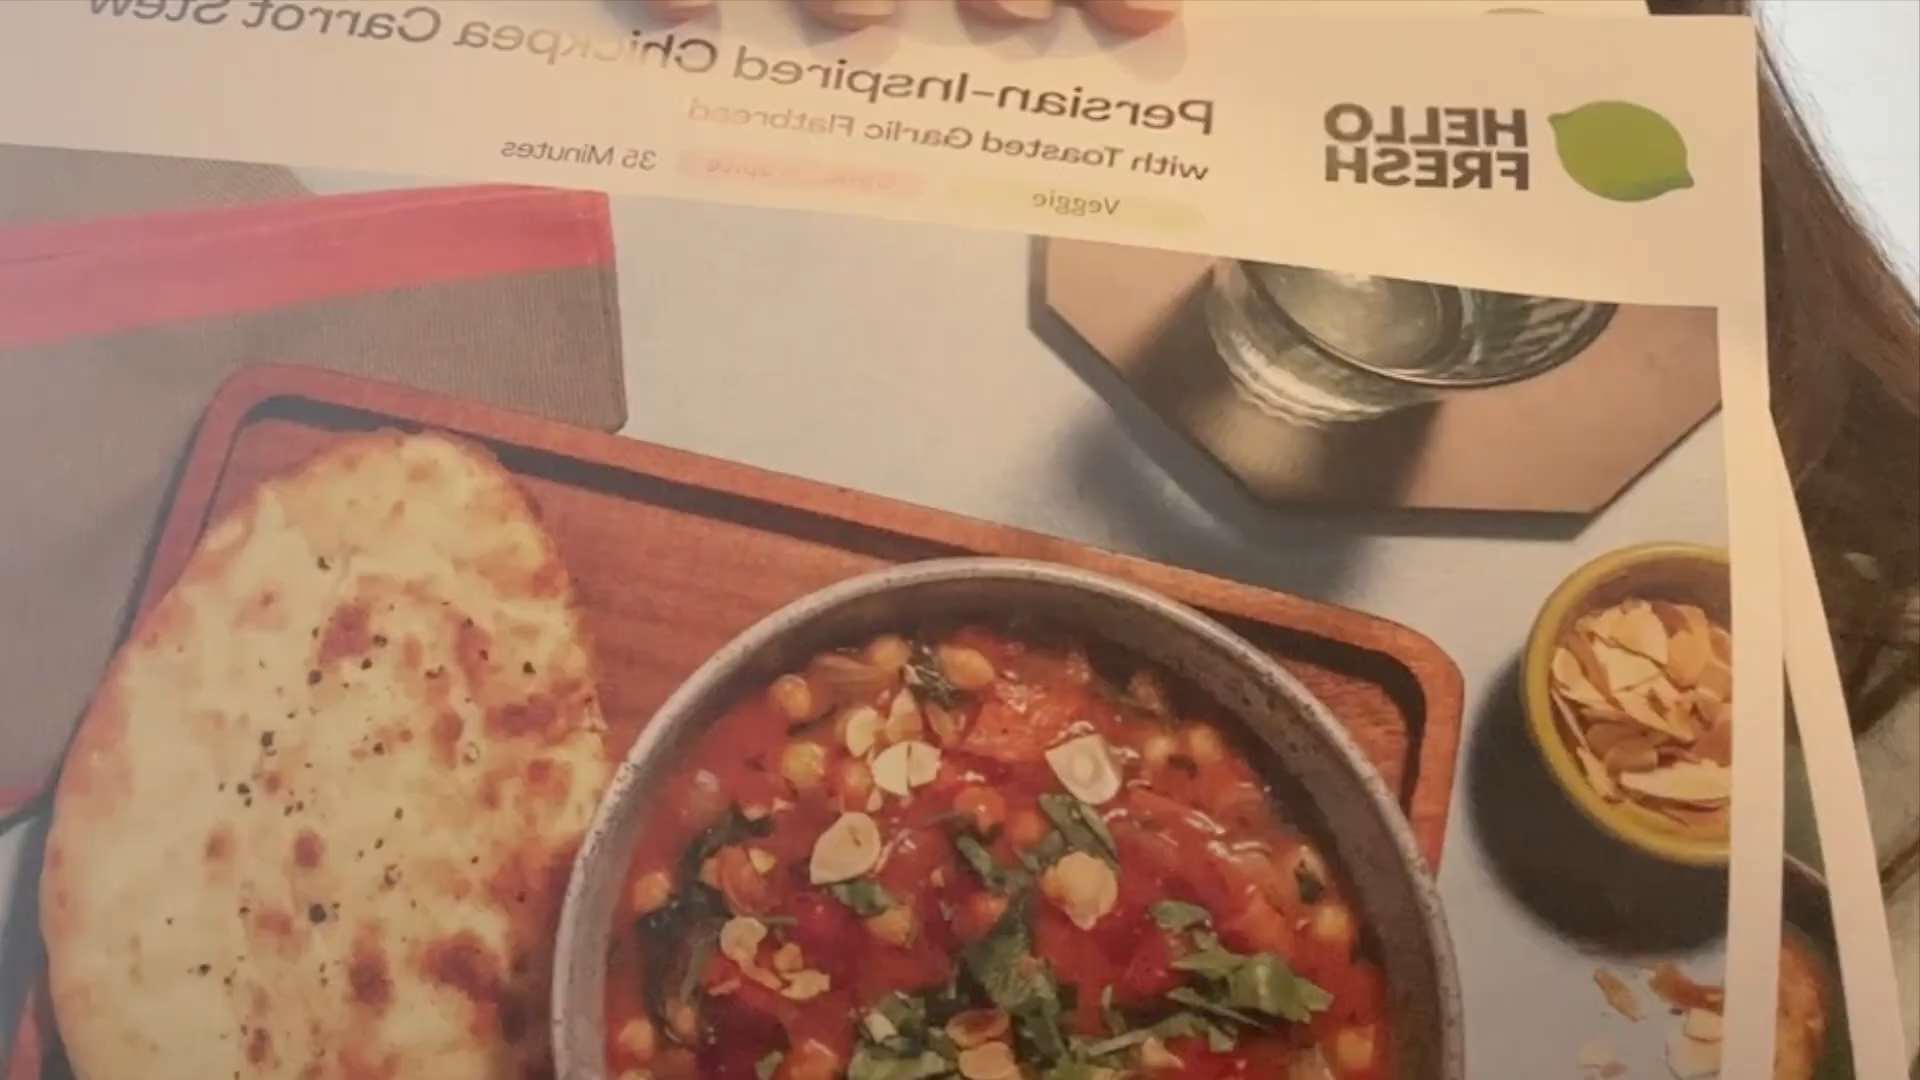 HELLO
FRESH
Persian-Inspired Chickpea Carrot Stew
with Toasted Garlic Flatbread
Veggie
35 Minutes